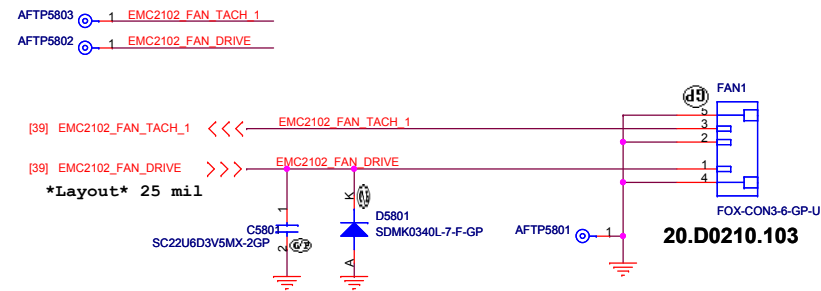 AFTP5803 1 EMC2102_FAN_TACH_1
AFTP5802 1 EMC2102_FAN_DRIVE
FAN1
GP
5
[39] EMC2102_FAN_TACH_1 EMC2102_FAN_TACH_1 3
2
[39] EMC2102_FAN_DRIVE EMC2102_FAN_DRIVE 1
*Layout* 25 mil
4
1 K
C5801 D5801
SC22U6D3V5MX-2GP SDMK0340L-7-F-GP
2 A
AFTP5801 1
FOX-CON3-6-GP-U
20.D0210.103